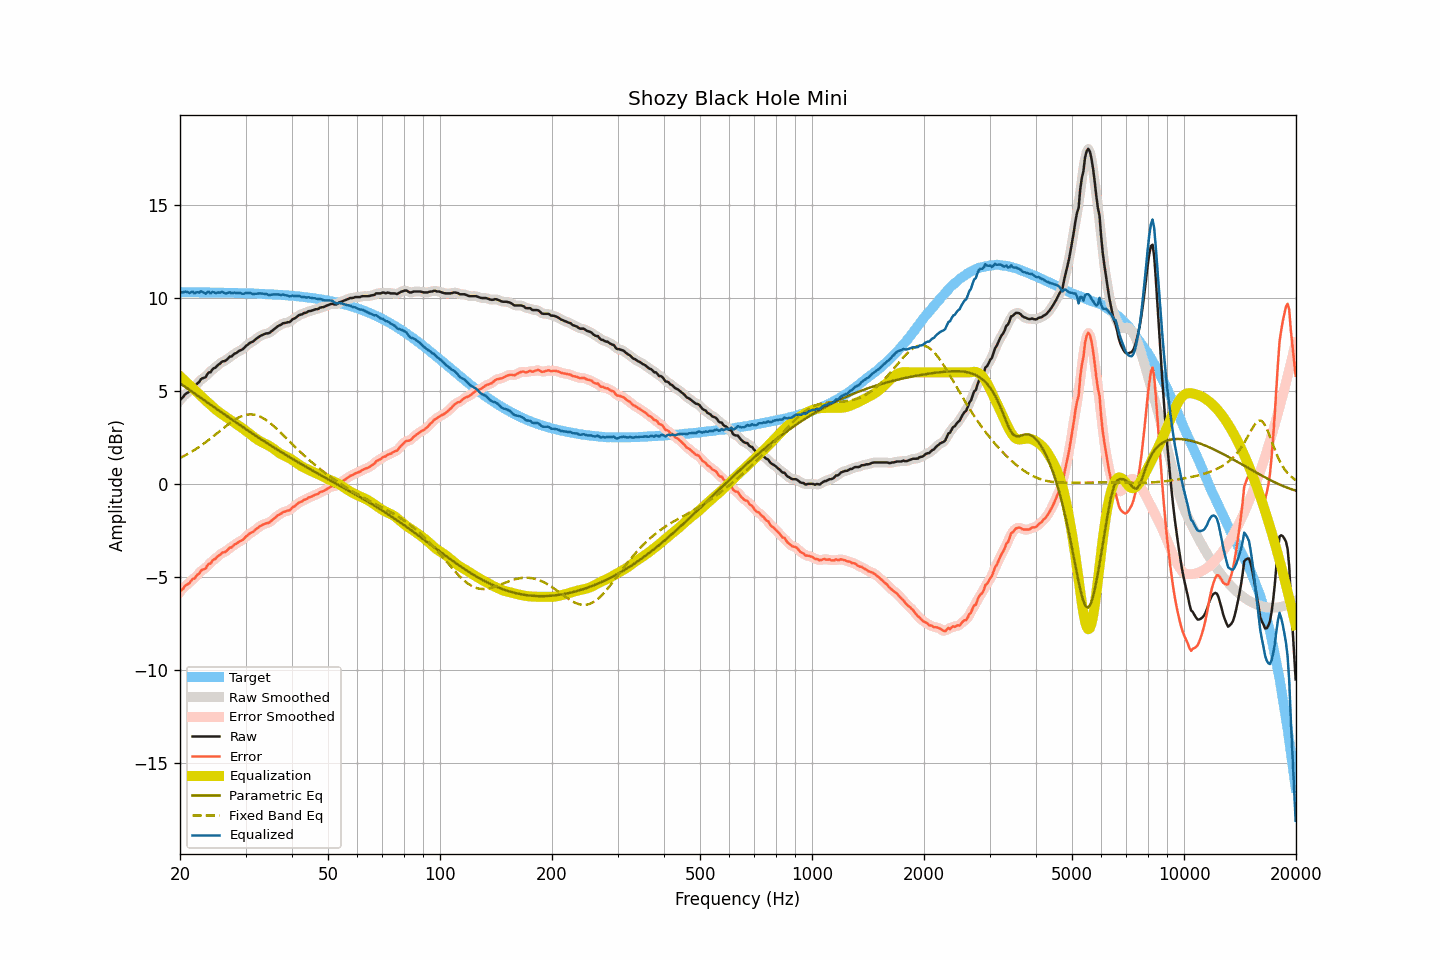 Shozy Black Hole Mini
Amplitude (dBr)
15
10
5
0
−5
−10
−15
Target
Raw Smoothed
Error Smoothed
Raw
Error
Equalization
Parametric Eq
Fixed Band Eq
Equalized
20 50 100 200 500 1000 2000 5000 10000 20000
Frequency (Hz)